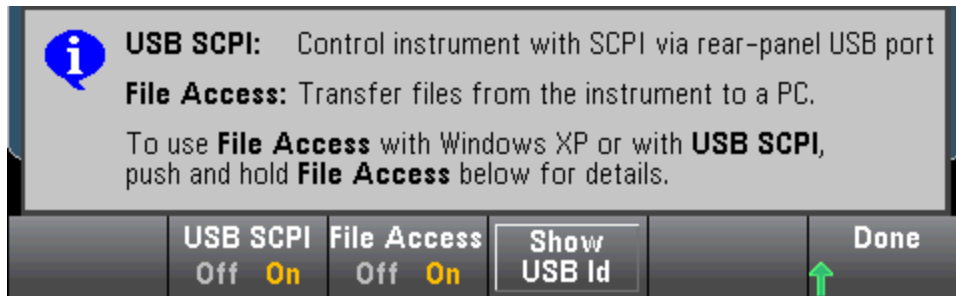 USB SCPI: Control instrument with SCPI via rear-panel USB port
File Access: Transfer files from the instrument to a PC.
To use File Access with Windows XP or with USB SCPI,
push and hold File Access below for details.
USB SCPI File Access Show Done
Off On Off On USB Id